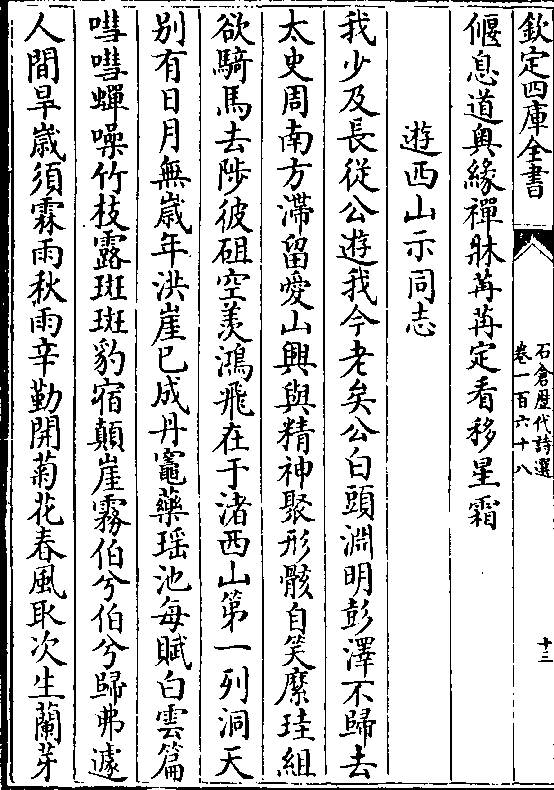 欽定四庫全書
石倉歴代詩選
卷一百六十八
十三
偃息道奥緣禪牀苒苒定看移星霜
遊西山示同志
我少及長從公遊我今老矣公白頭淵明彭澤不歸去
太史周南方滯留愛山興與精神聚形骸自笑縻珪組
欲騎馬去陟彼砠空羡鴻飛在于渚西山第一列洞天
别有日月無歲年洪崖已成丹竈藥瑶池每賦白雲篇
嘒嘒蟬噪竹枝露斑斑豹宿顛崖霧伯兮伯兮歸弗遽
人間旱歲須霖雨秋雨辛勤開菊花春風取次生蘭芽